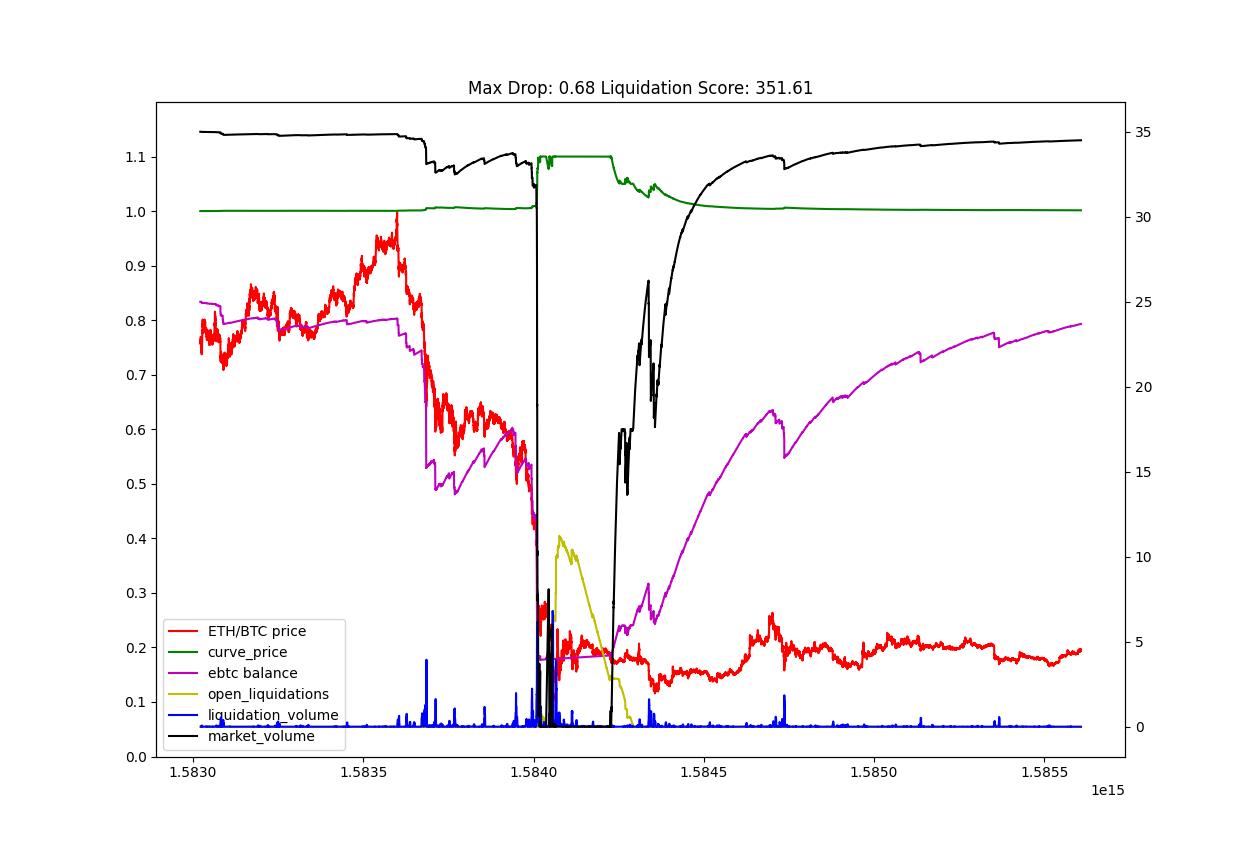 Max Drop: 0.68 Liquidation Score: 351.61
1.1
1.0
0.9
0.8
0.7
0.6
0.5
0.4
0.3
0.2
0.1
0.0
35
30
25
20
15
10
5
0
ETH/BTC price
curve_price
ebtc balance
open_liquidations
liquidation_volume
market_volume
1.5830 1.5835 1.5840 1.5845 1.5850 1.5855
1e15